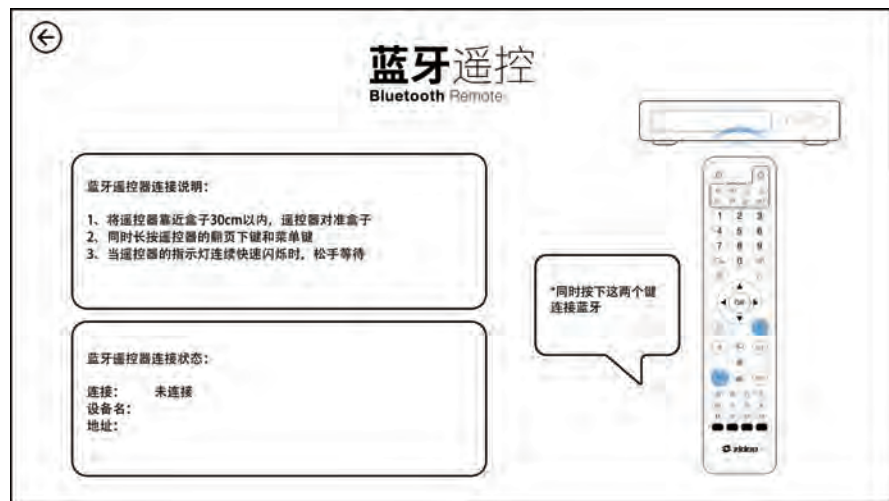 蓝牙遥控
Bluetooth Remote
蓝牙遥控器连接说明：
1、将遥控器靠近盒子30cm以内，遥控器对准盒子
2、同时长按遥控器的翻页下键和菜单键
3、当遥控器的指示灯连续快速闪烁时，松手等待
*同时按下这两个键
连接蓝牙
蓝牙遥控器连接状态：
连接： 未连接
设备名：
地址：
1 2 3
4 5 6
7 8 9
0
OK
zidoo